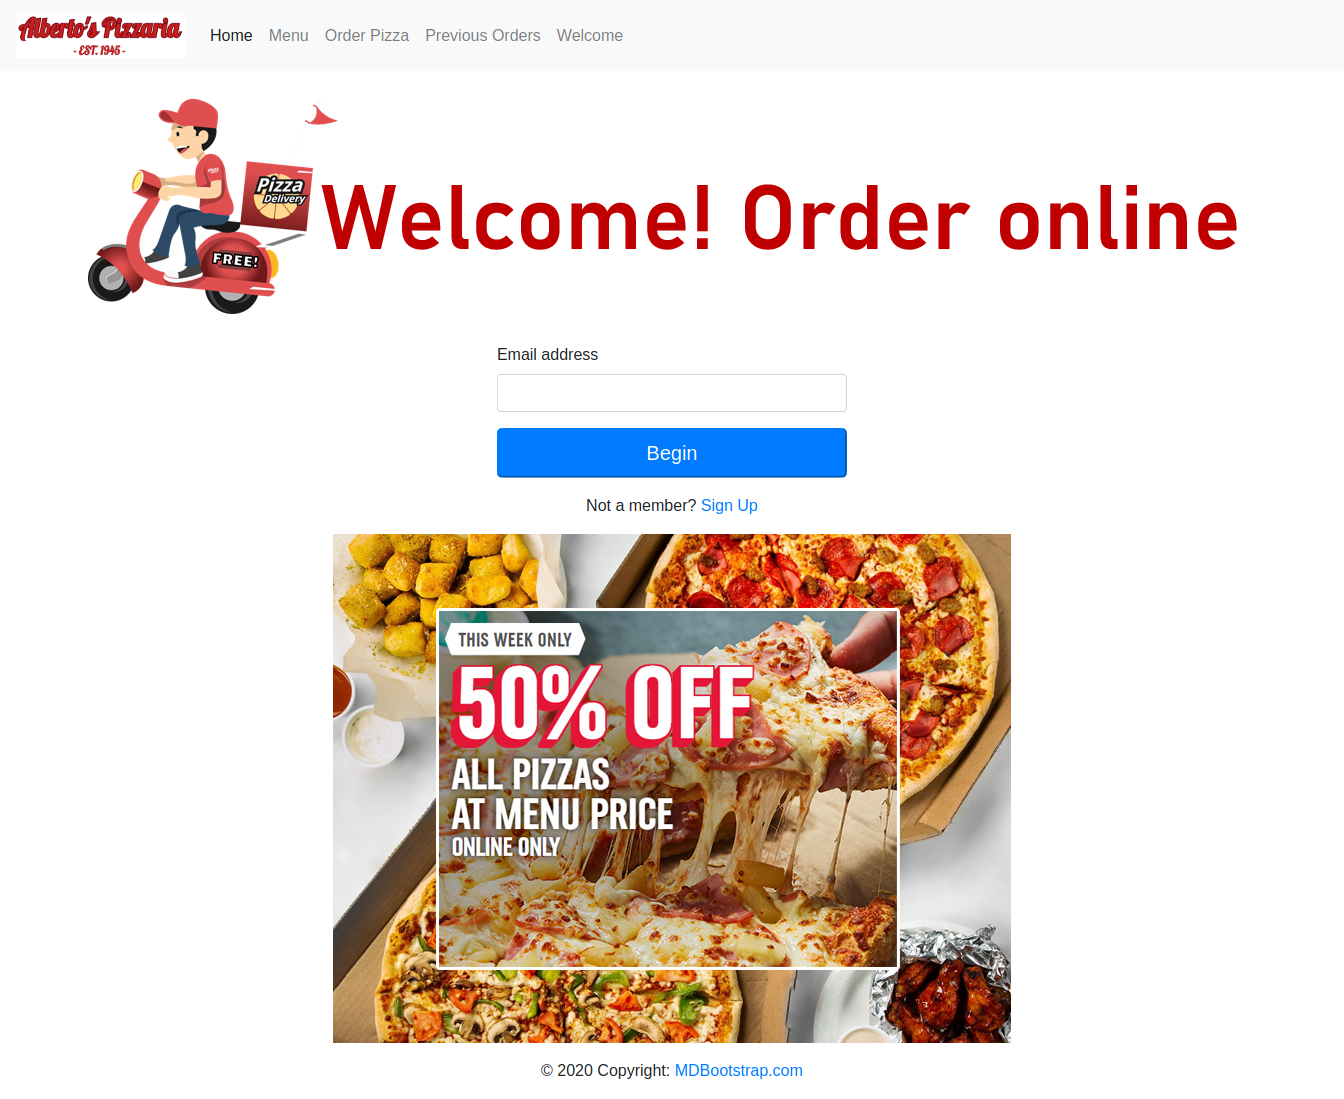 Alberto's Pizzaria
- EST. 1945 -
Home Menu Order Pizza Previous Orders Welcome
Pizza
Delivery
FREE!
Welcome! Order online
Email address
Begin
Not a member? Sign Up
THIS WEEK ONLY
50% OFF
ALL PIZZAS
AT MENU PRICE
ONLINE ONLY
© 2020 Copyright: MDBootstrap.com